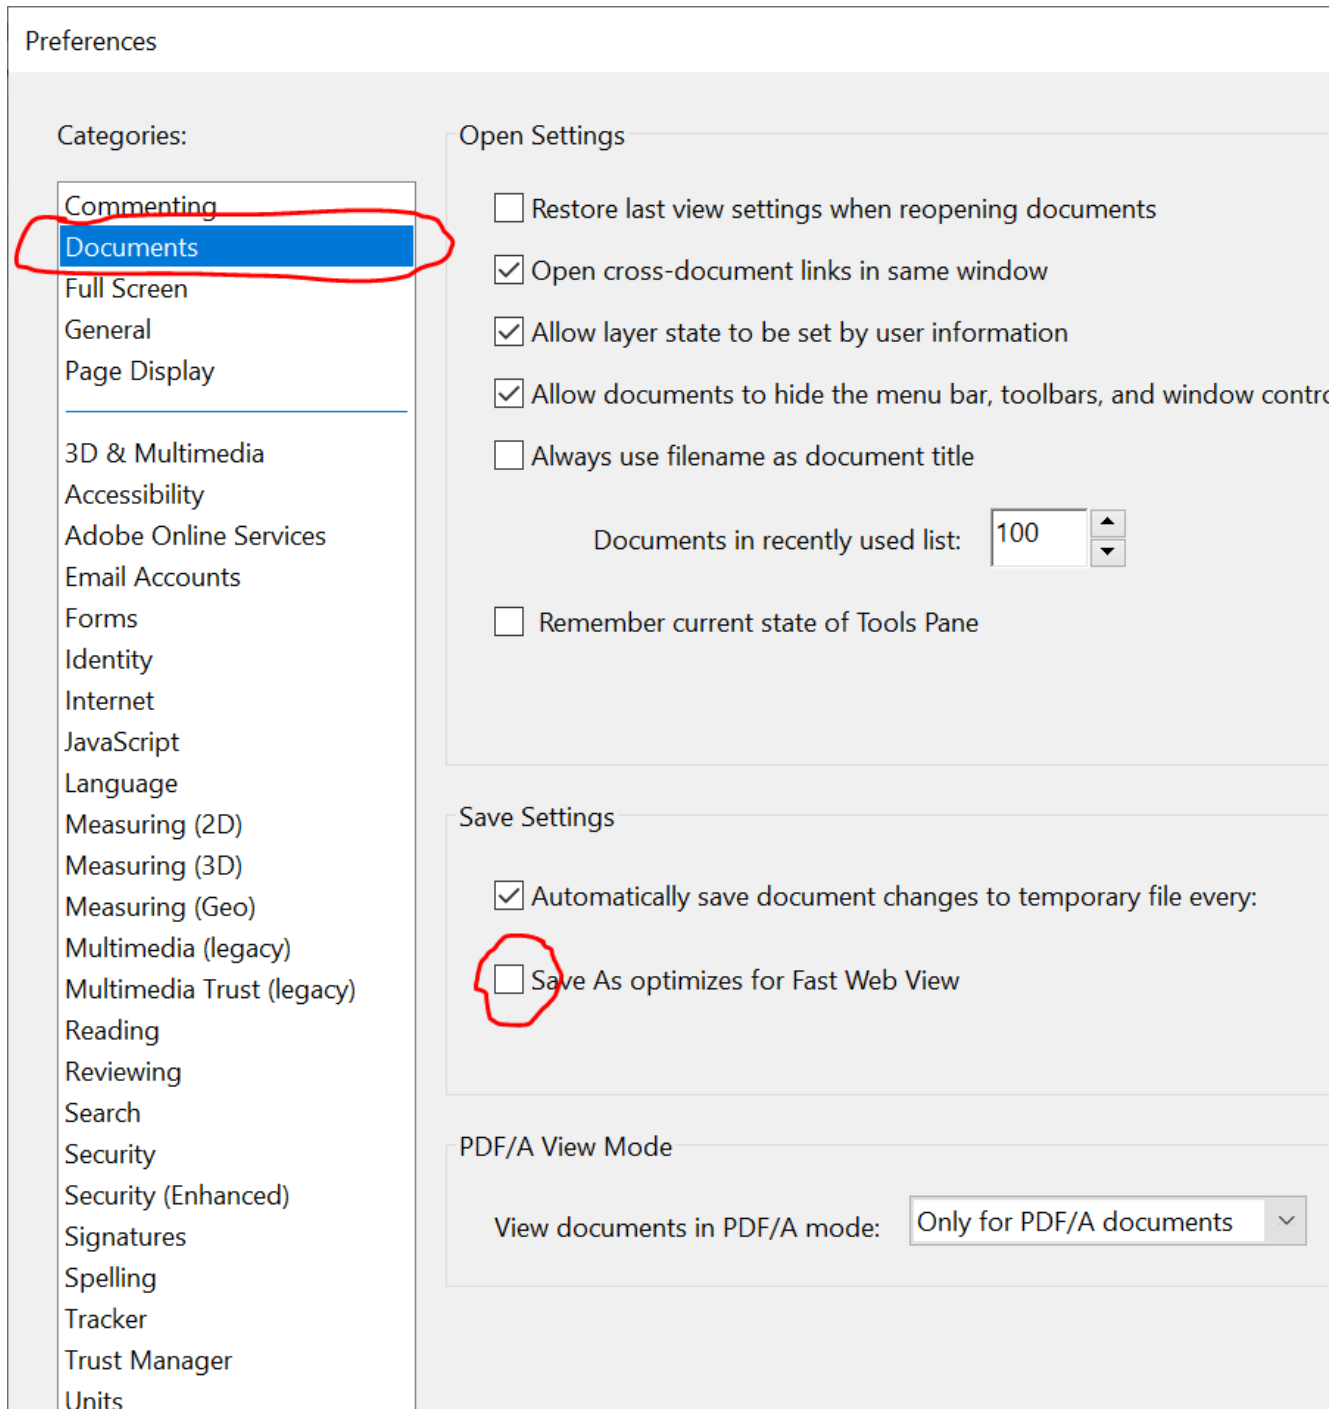 Preferences
Categories:
Commenting
Documents
Full Screen
General
Page Display
3D & Multimedia
Accessibility
Adobe Online Services
Email Accounts
Forms
Identity
Internet
JavaScript
Language
Measuring (2D)
Measuring (3D)
Measuring (Geo)
Multimedia (legacy)
Multimedia Trust (legacy)
Reading
Reviewing
Search
Security
Security (Enhanced)
Signatures
Spelling
Tracker
Trust Manager
Units
Open Settings
Restore last view settings when reopening documents
Open cross-document links in same window
Allow layer state to be set by user information
Allow documents to hide the menu bar, toolbars, and window contro
Always use filename as document title
Documents in recently used list: 100
Remember current state of Tools Pane
Save Settings
Automatically save document changes to temporary file every:
Save As optimizes for Fast Web View
PDF/A View Mode
View documents in PDF/A mode: Only for PDF/A documents